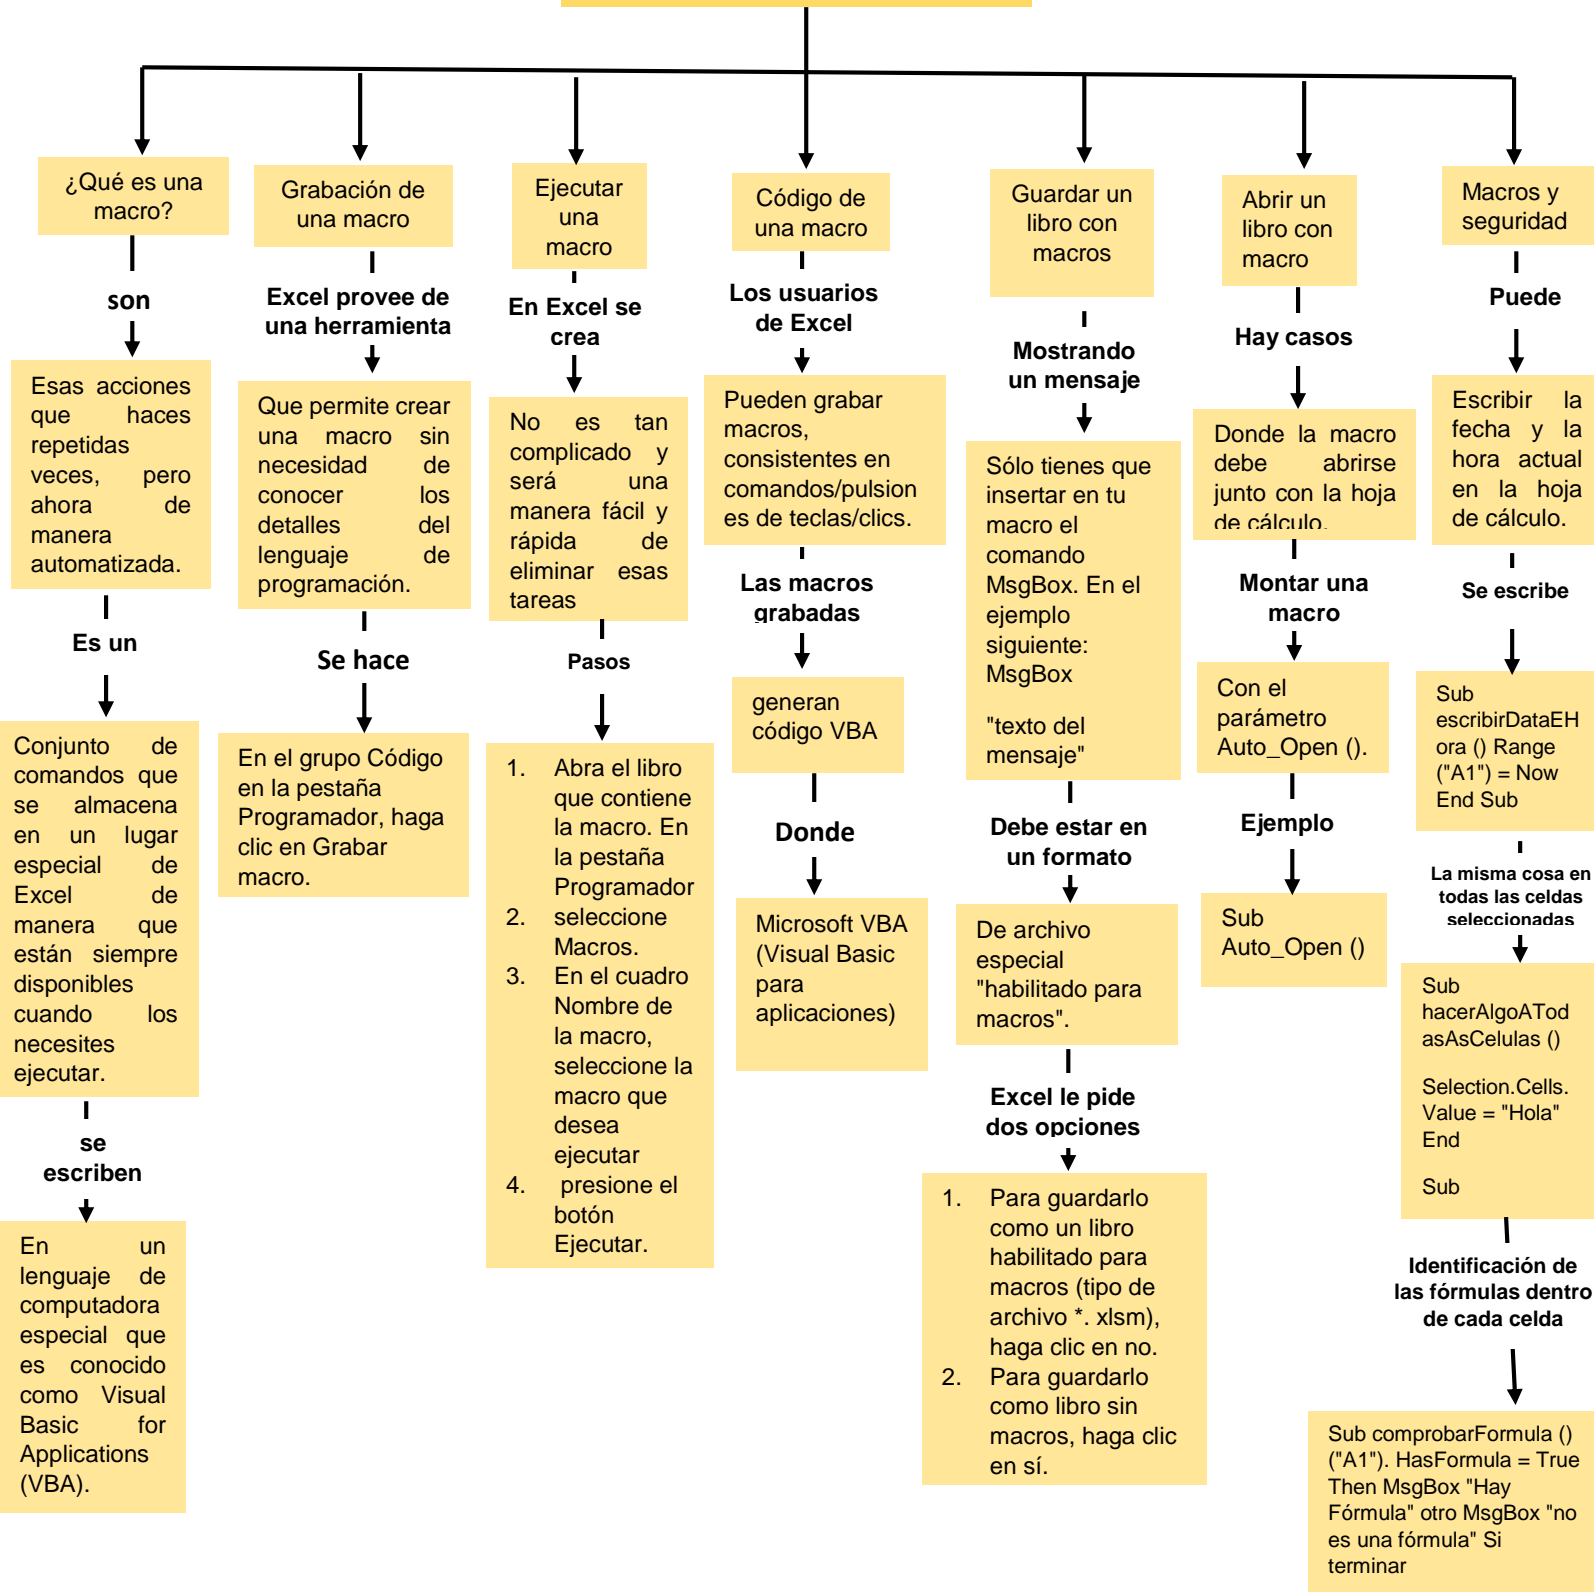 ¿Qué es una
macro?
son
Esas acciones
que haces
repetidas
veces, pero
ahora de
manera
automatizada.
Es un
Conjunto de
comandos que
se almacena
en un lugar
especial de
Excel de
manera que
están siempre
disponibles
cuando los
necesites
ejecutar.
se
escriben
En un
lenguaje de
computadora
especial que
es conocido
como Visual
Basic for
Applications
(VBA).
Grabación de
una macro
Excel provee de
una herramienta
Que permite crear
una macro sin
necesidad de
conocer los
detalles del
lenguaje de
programación.
Se hace
En el grupo Código
en la pestaña
Programador, haga
clic en Grabar
macro.
Ejecutar
una
macro
En Excel se
crea
No es tan
complicado y
será una
manera fácil y
rápida de
eliminar esas
tareas
Pasos
1. Abra el libro
que contiene
la macro. En
la pestaña
Programador
2. seleccione
Macros.
3. En el cuadro
Nombre de
la macro,
seleccione la
macro que
desea
ejecutar
4. presione el
botón
Ejecutar.
Código de
una macro
Los usuarios
de Excel
Pueden grabar
macros,
consistentes en
comandos/pulsion
es de teclas/clics.
Las macros
grabadas
generan
código VBA
Donde
Microsoft VBA
(Visual Basic
para
aplicaciones)
Guardar un
libro con
macros
Mostrando
un mensaje
Sólo tienes que
insertar en tu
macro el
comando
MsgBox. En el
ejemplo
siguiente:
MsgBox
"texto del
mensaje"
Debe estar en
un formato
De archivo
especial
"habilitado para
macros".
Excel le pide
dos opciones
1. Para guardarlo
como un libro
habilitado para
macros (tipo de
archivo *. xlsm),
haga clic en no.
2. Para guardarlo
como libro sin
macros, haga clic
en sí.
Abrir un
libro con
macro
Hay casos
Donde la macro
debe abrirse
junto con la hoja
de cálculo.
Montar una
macro
Con el
parámetro
Auto_Open ().
Ejemplo
Sub
Auto_Open ()
Macros y
seguridad
Puede
Escribir la
fecha y la
hora actual
en la hoja
de cálculo.
Se escribe
Sub
escribirDataEH
ora () Range
("A1") = Now
End Sub
La misma cosa en
todas las celdas
seleccionadas
Sub
hacerAlgoATod
asAsCelulas ()
Selection.Cells.
Value = "Hola"
End
Sub
Identificación de
las fórmulas dentro
de cada celda
Sub comprobarFormula ()
("A1"). HasFormula = True
Then MsgBox "Hay
Fórmula" otro MsgBox "no
es una fórmula" Si
terminar